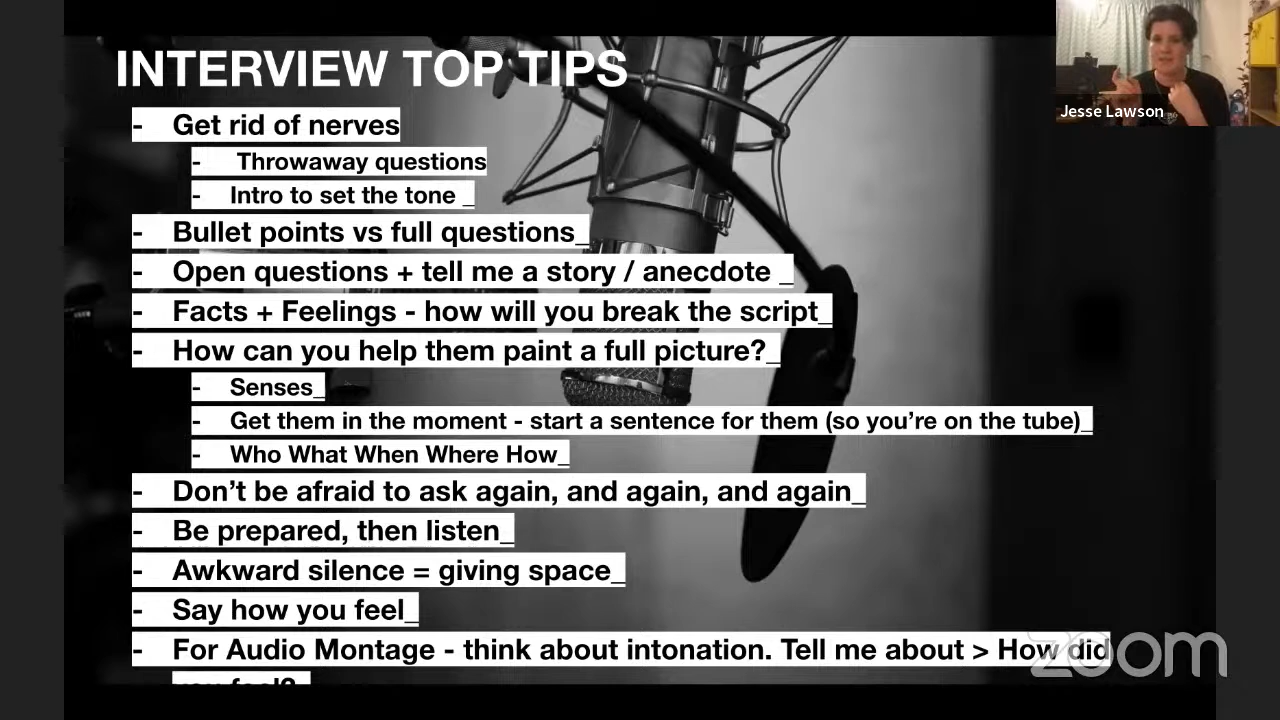 INTERVIEW TOP TIPS
Jesse Lawson
- Get rid of nerves
- Throwaway questions
- Intro to set the tone _
- Bullet points vs full questions_
- Open questions + tell me a story / anecdote _
- Facts + Feelings - how will you break the script_
- How can you help them paint a full picture?_
- Senses_
- Get them in the moment - start a sentence for them (so you’re on the tube)_
- Who What When Where How_
- Don’t be afraid to ask again, and again, and again_
- Be prepared, then listen_
- Awkward silence = giving space_
- Say how you feel_
- For Audio Montage - think about intonation. Tell me about > How did
you feel?_
zoom